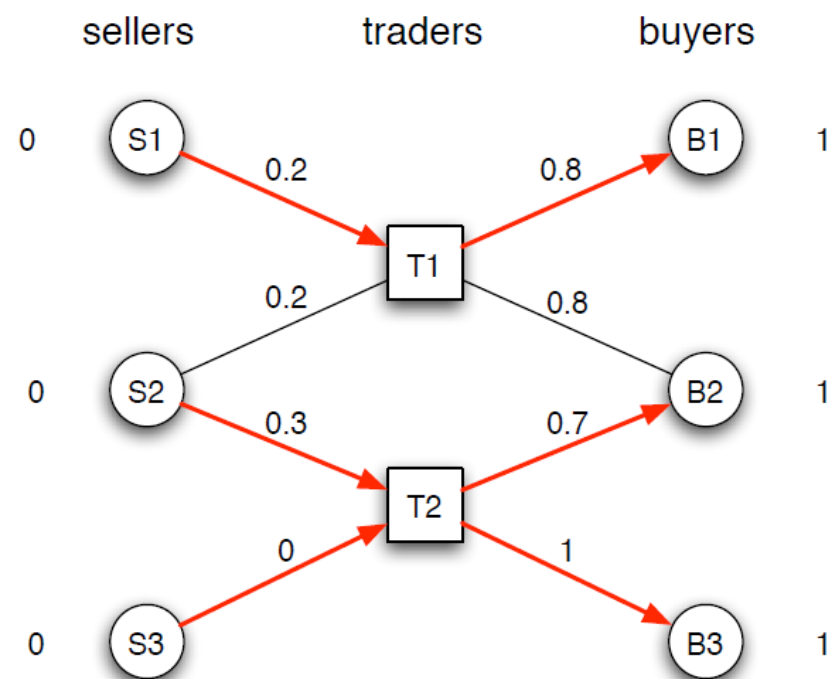 sellers traders buyers
0 S1 0.2 0.8 B1 1
T1
0.2 0.8
0 S2 B2 1
0.3 0.7
T2
0 1
0 S3 B3 1